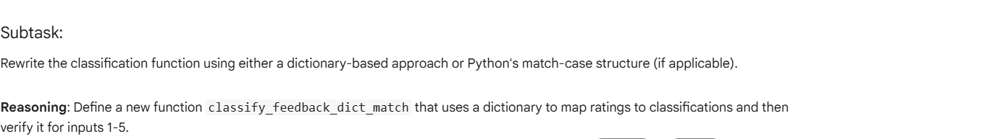 Subtask:
Rewrite the classification function using either a dictionary-based approach or Python's match-case structure (if applicable).
Reasoning: Define a new function classify_feedback_dict_match that uses a dictionary to map ratings to classifications and then
verify it for inputs 1-5.